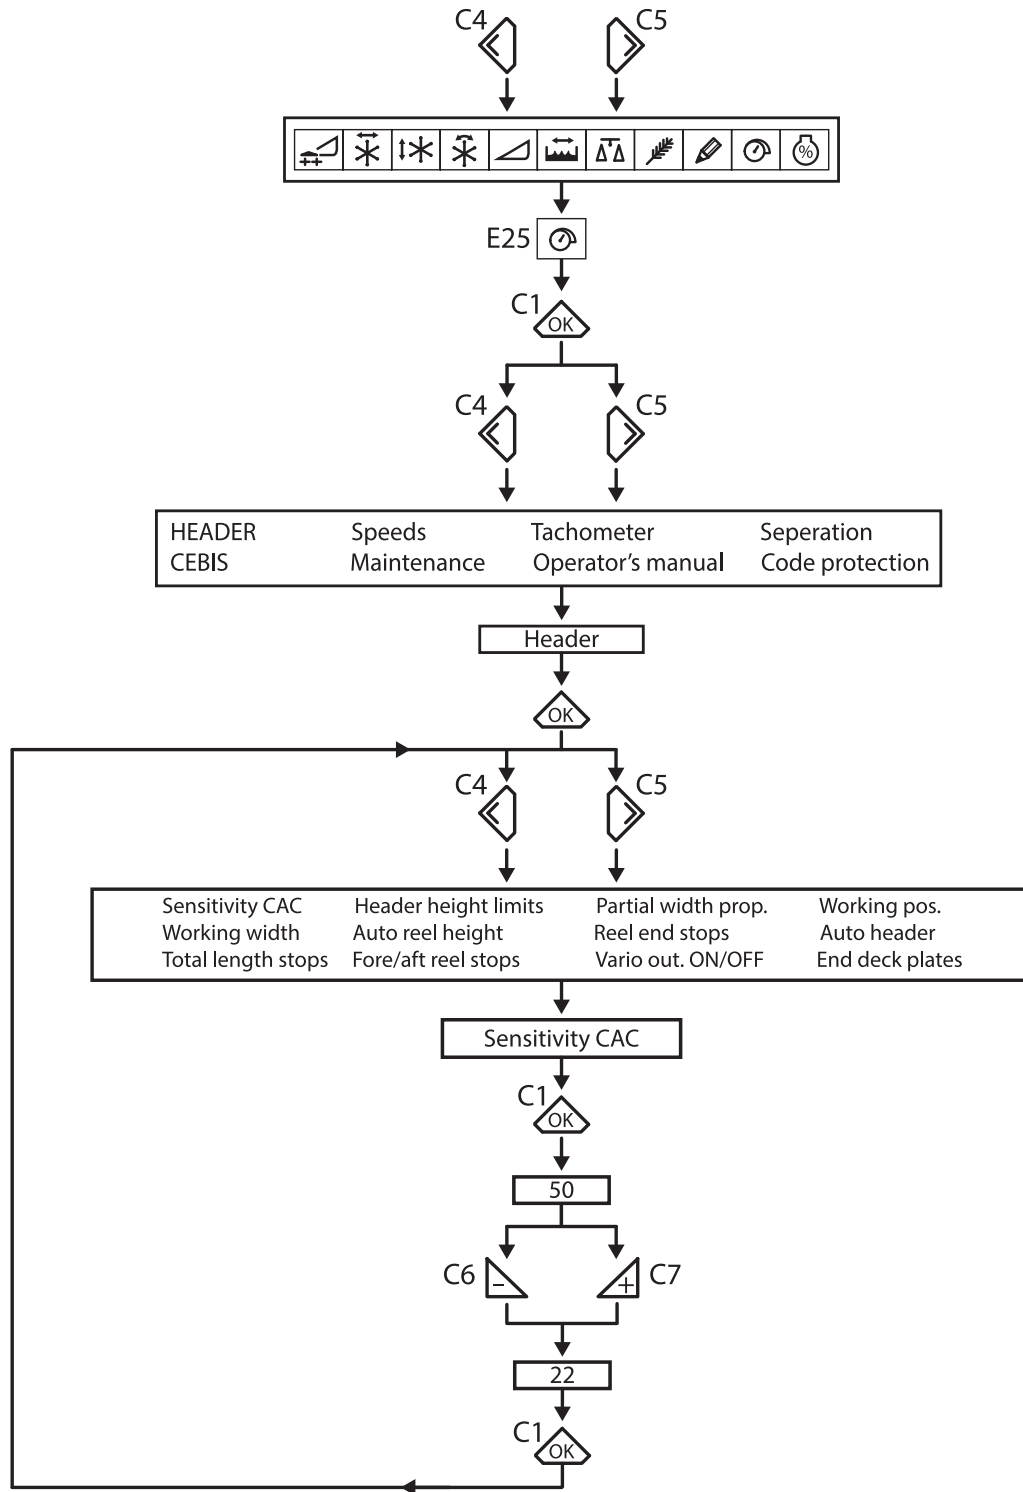 C4 C5
%
E25
C1
OK
C4 C5
HEADER Speeds Tachometer Seperation
CEBIS Maintenance Operator's manual Code protection
Header
OK
C4 C5
Sensitivity CAC Header height limits Partial width prop. Working pos.
Working width Auto reel height Reel end stops Auto header
Total length stops Fore/aft reel stops Vario out. ON/OFF End deck plates
Sensitivity CAC
C1
OK
50
C6 − + C7
22
C1
OK